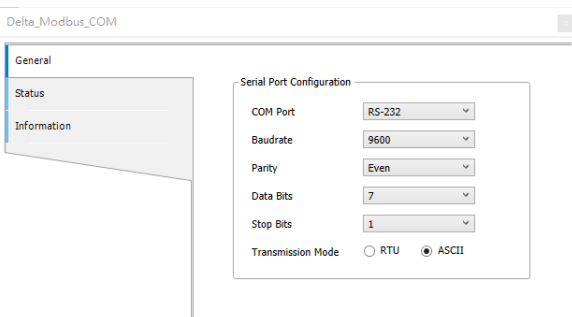 Delta_Modbus_COM
General
Status
Information
Serial Port Configuration
COM Port RS-232
Baudrate 9600
Parity Even
Data Bits 7
Stop Bits 1
Transmission Mode RTU ASCII